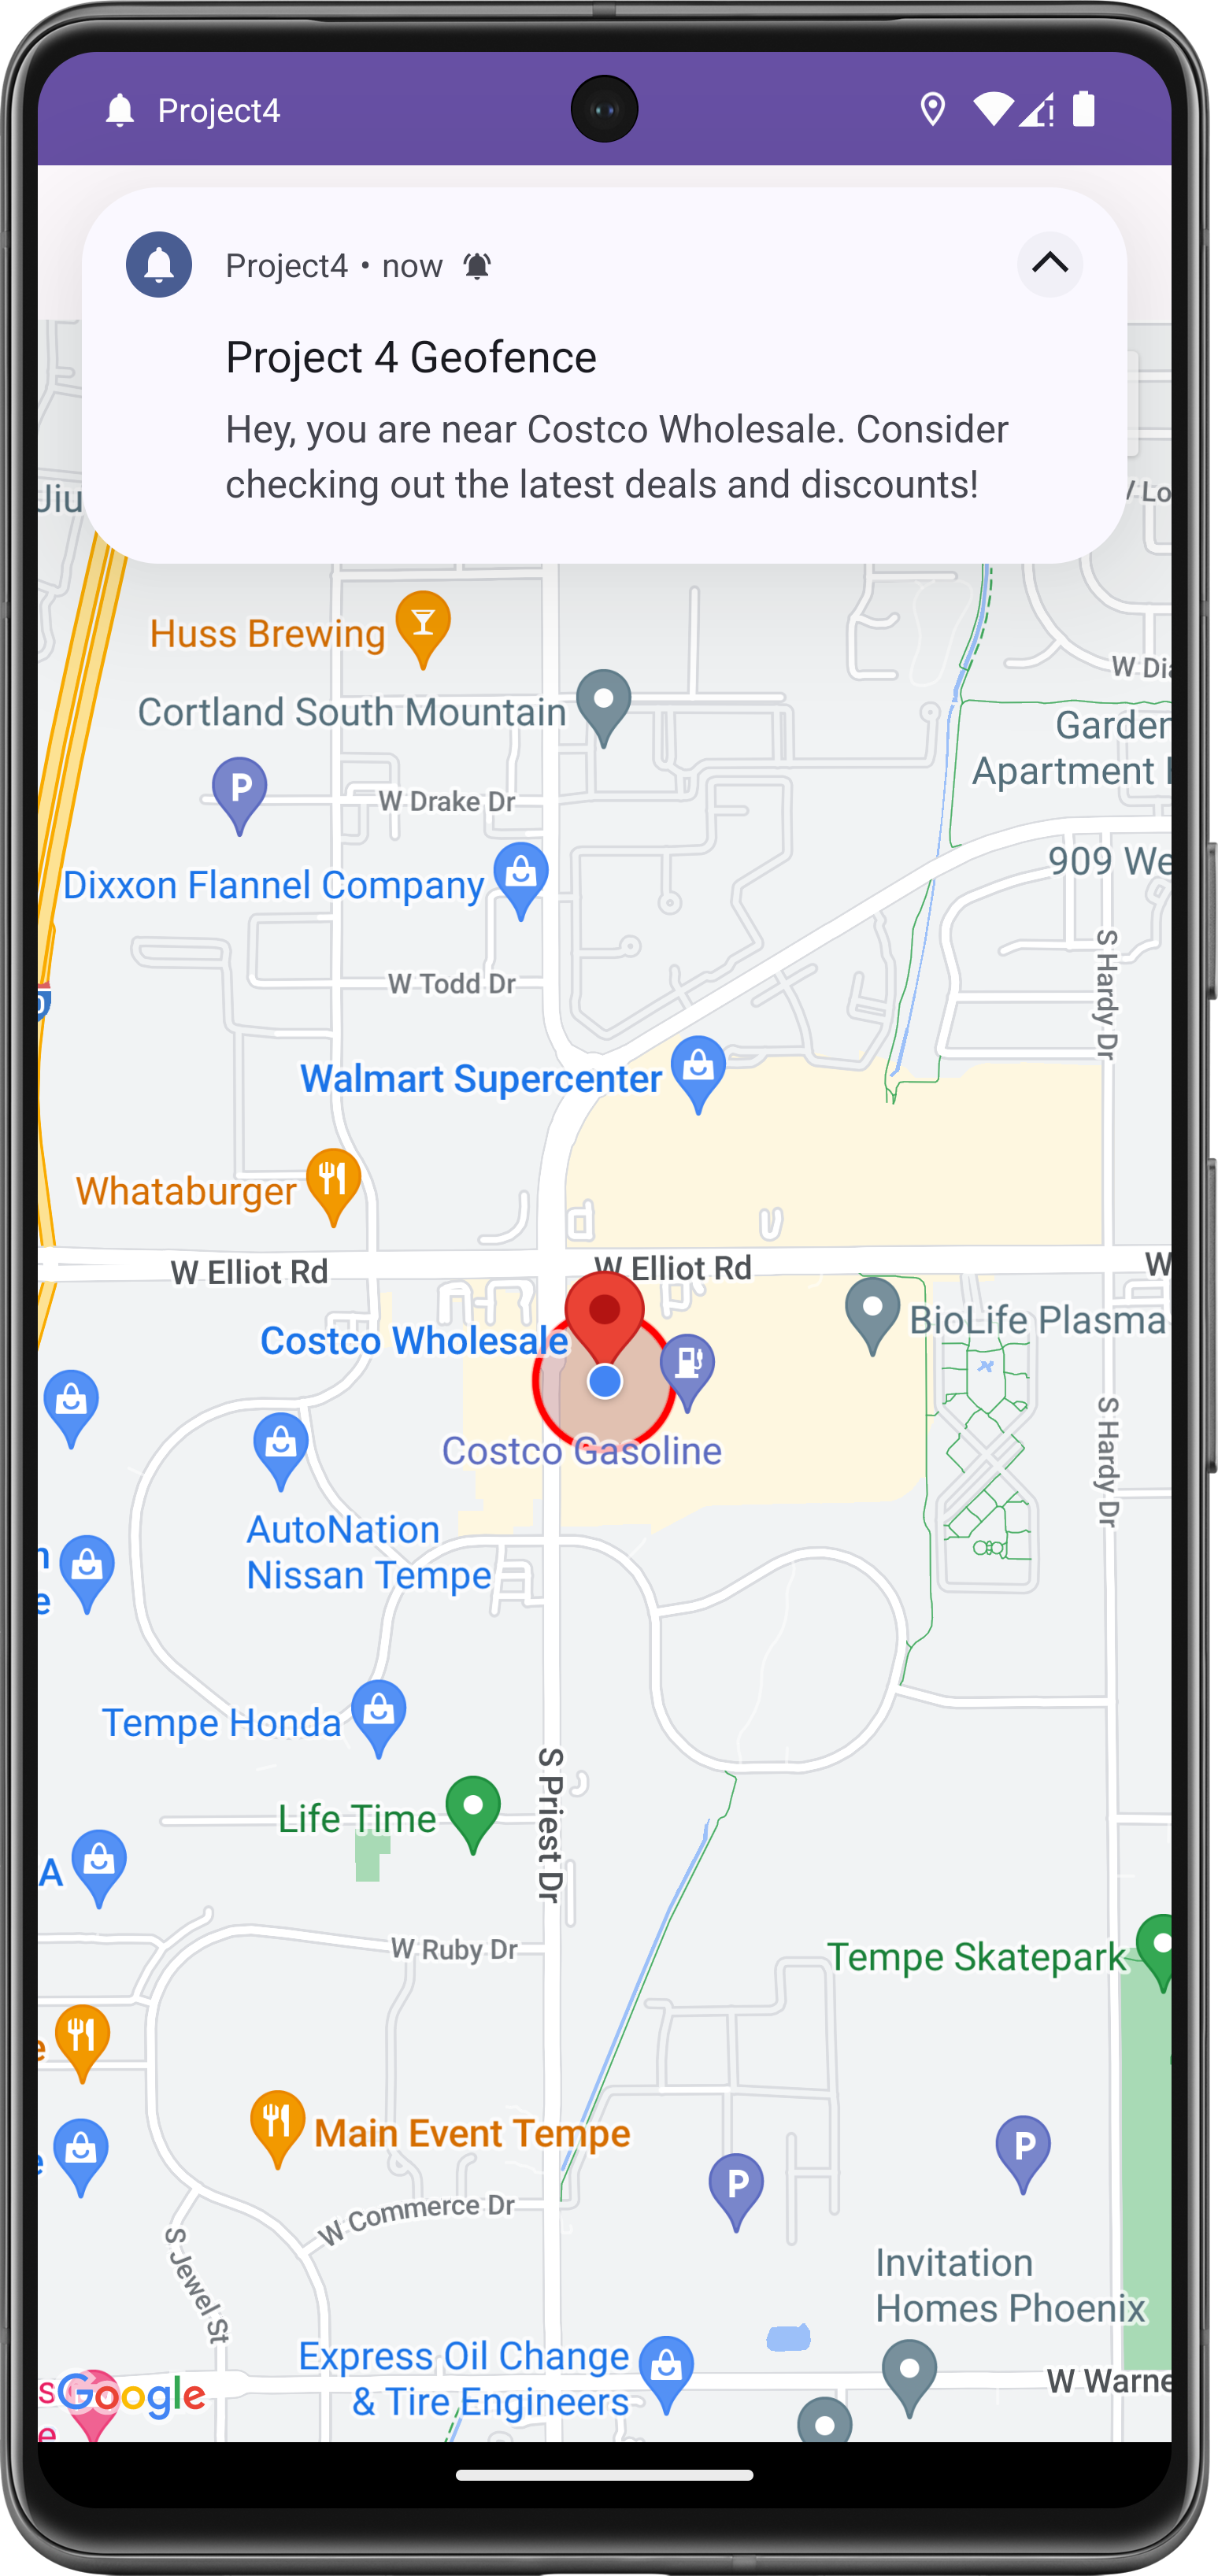 Project4
Project4 • now
Project 4 Geofence
Hey, you are near Costco Wholesale. Consider
checking out the latest deals and discounts!
Jiu
Lo
Huss Brewing
W Dia
Cortland South Mountain
Garden
Apartment
P
W Drake Dr
909 We
Dixxon Flannel Company
S Hardy Dr
W Todd Dr
Walmart Supercenter
Whataburger
W Elliot Rd
W Elliot Rd
W
BioLife Plasma
Costco Wholesale
S Hardy Dr
Costco Gasoline
AutoNation
Nissan Tempe
n
e
Tempe Honda
S Priest Dr
Life Time
A
W Ruby Dr
Tempe Skatepark
e
Main Event Tempe
P
P
e
W Commerce Dr
S Jewel St
Invitation
Homes Phoenix
Express Oil Change
& Tire Engineers
W Warne
s
Google
e